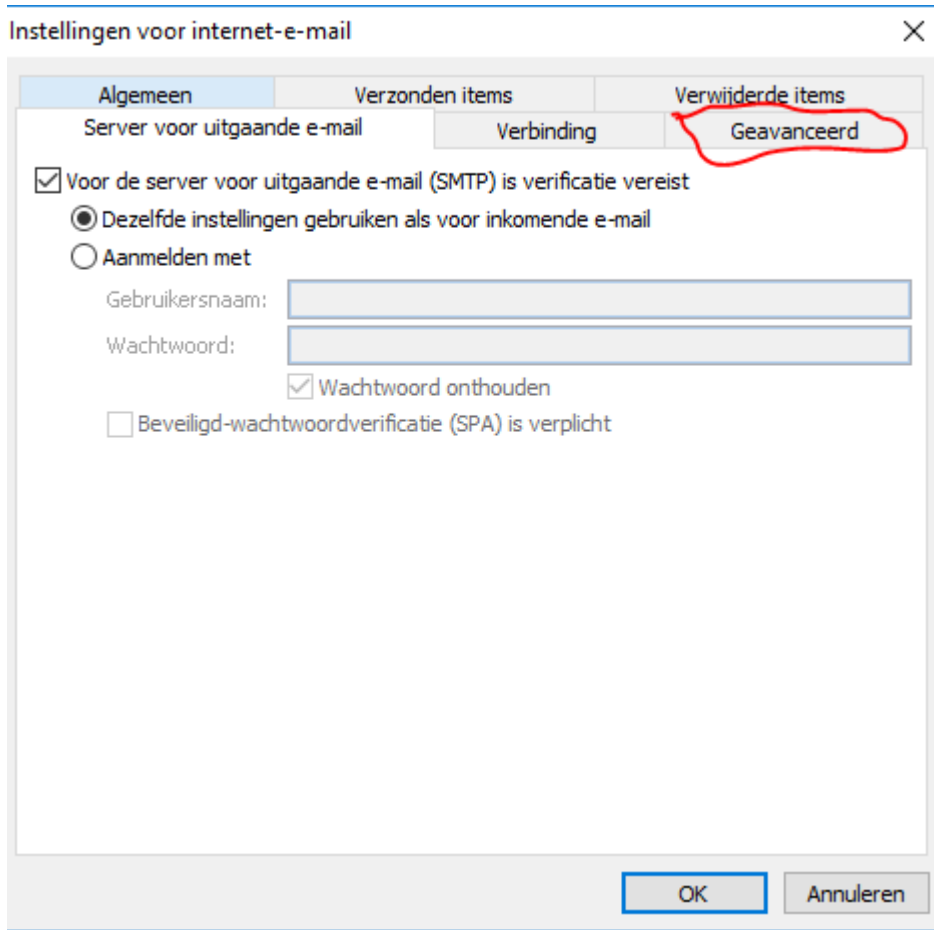 Instellingen voor internet-e-mail
Algemeen Verzonden items Verwijderde items
Server voor uitgaande e-mail Verbinding Geavanceerd
Voor de server voor uitgaande e-mail (SMTP) is verificatie vereist
Dezelfde instellingen gebruiken als voor inkomende e-mail
Aanmelden met
Gebruikersnaam:
Wachtwoord:
Wachtwoord onthouden
Beveiligd-wachtwoordverificatie (SPA) is verplicht
OK Annuleren